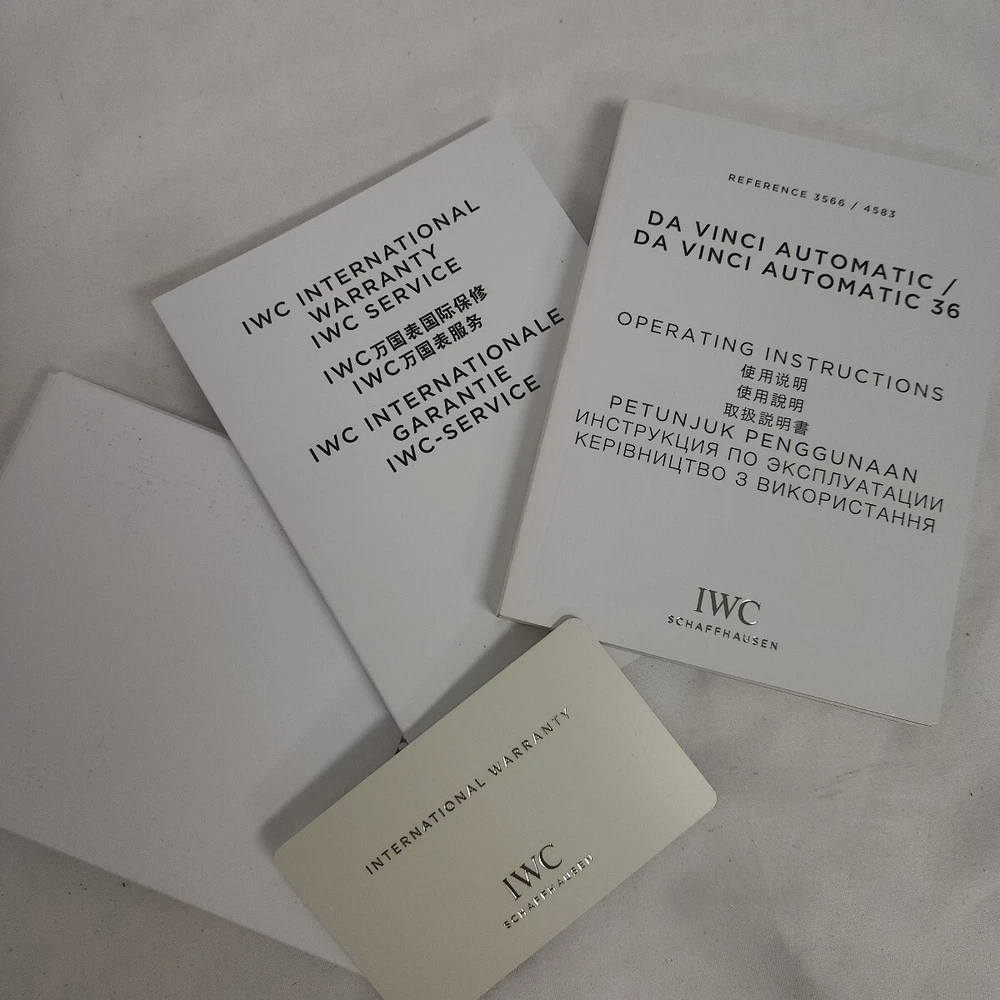 IWC INTERNATIONAL
WARRANTY
IWC SERVICE
IWC万国表国际保修
IWC万国表服务
IWC INTERNATIONALE
GARANTIE
IWC-SERVICE
REFERENCE 3566 / 4583
DA VINCI AUTOMATIC /
DA VINCI AUTOMATIC 36
OPERATING INSTRUCTIONS
使用说明
使用說明
取扱説明書
PETUNJUK PENGGUNAAN
ИНСТРУКЦИЯ ПО ЭКСПЛУАТАЦИИ
КЕРІВНИЦТВО З ВИКОРИСТАННЯ
IWC
SCHAFFHAUSEN
INTERNATIONAL WARRANTY
IWC
SCHAFFHAUSEN